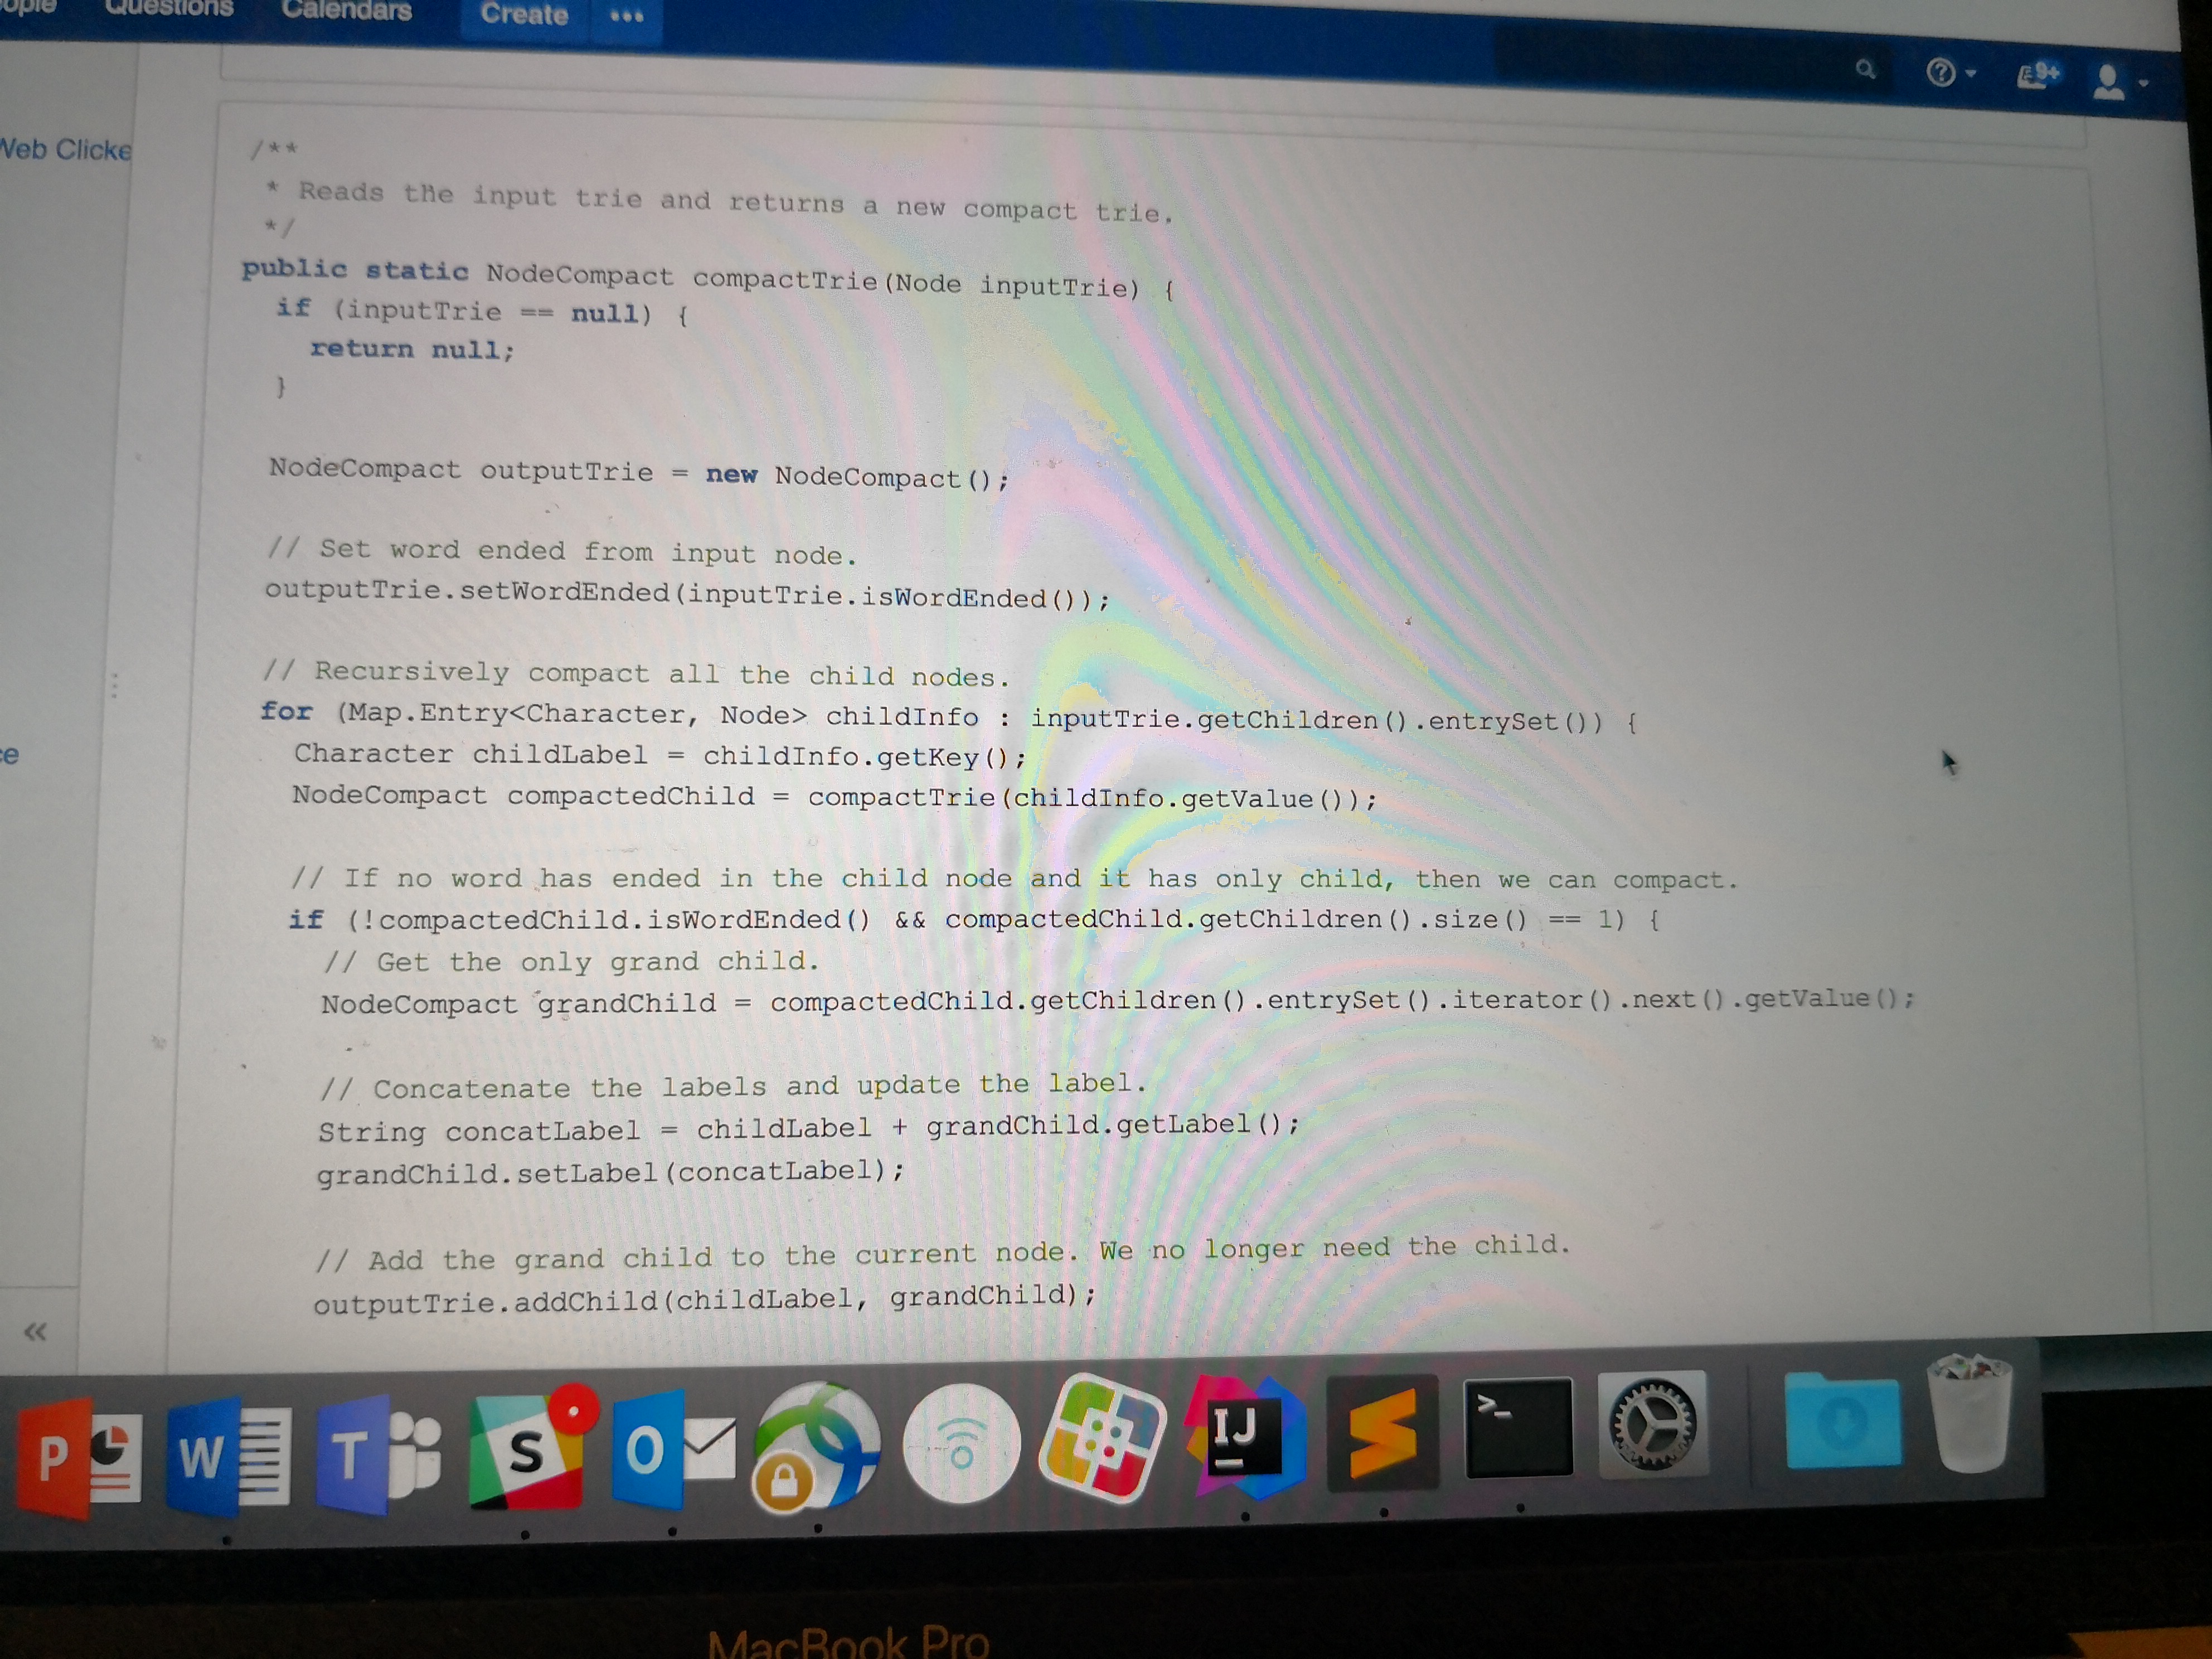 Questions Calendars Create •••
9+
Web Clicke
/**
* Reads the input trie and returns a new compact trie.
*/
public static NodeCompact compactTrie(Node inputTrie) {
if (inputTrie == null) {
return null;
}
NodeCompact outputTrie = new NodeCompact();
// Set word ended from input node.
outputTrie.setWordEnded(inputTrie.isWordEnded());
// Recursively compact all the child nodes.
for (Map.Entry<Character, Node> childInfo : inputTrie.getChildren().entrySet()) {
Character childLabel = childInfo.getKey();
NodeCompact compactedChild = compactTrie(childInfo.getValue());
// If no word has ended in the child node and it has only child, then we can compact.
if (!compactedChild.isWordEnded() && compactedChild.getChildren().size() == 1) {
// Get the only grand child.
NodeCompact grandChild = compactedChild.getChildren().entrySet().iterator().next().getValue();
// Concatenate the labels and update the label.
String concatLabel = childLabel + grandChild.getLabel();
grandChild.setLabel(concatLabel);
// Add the grand child to the current node. We no longer need the child.
outputTrie.addChild(childLabel, grandChild);
«
P W T S O IJ >_
MacBook Pro